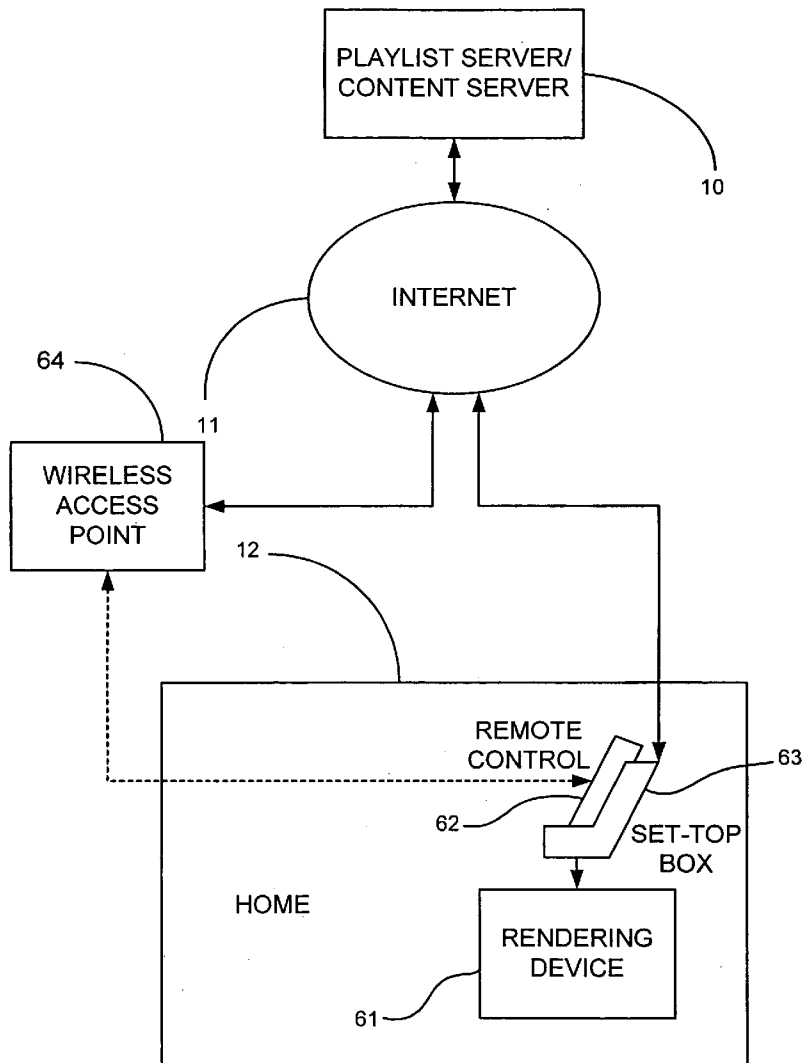 PLAYLIST SERVER/
CONTENT SERVER
10
INTERNET
64
11
WIRELESS
ACCESS
POINT
12
REMOTE
CONTROL
63
62
SET-TOP
BOX
HOME
RENDERING
DEVICE
61